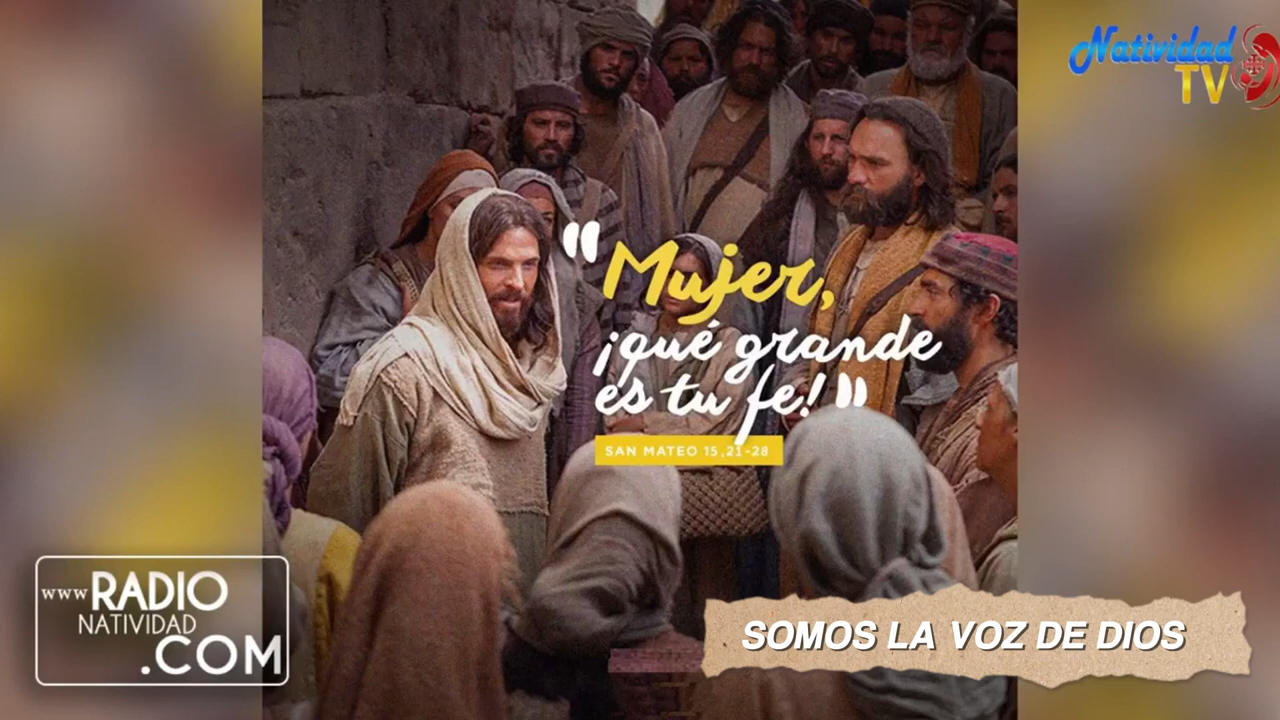 Natividad
TV
"Mujer,
¡qué grande
es tu fe!"
SAN MATEO 15,21-28
www RADIO
NATIVIDAD
.COM
SOMOS LA VOZ DE DIOS